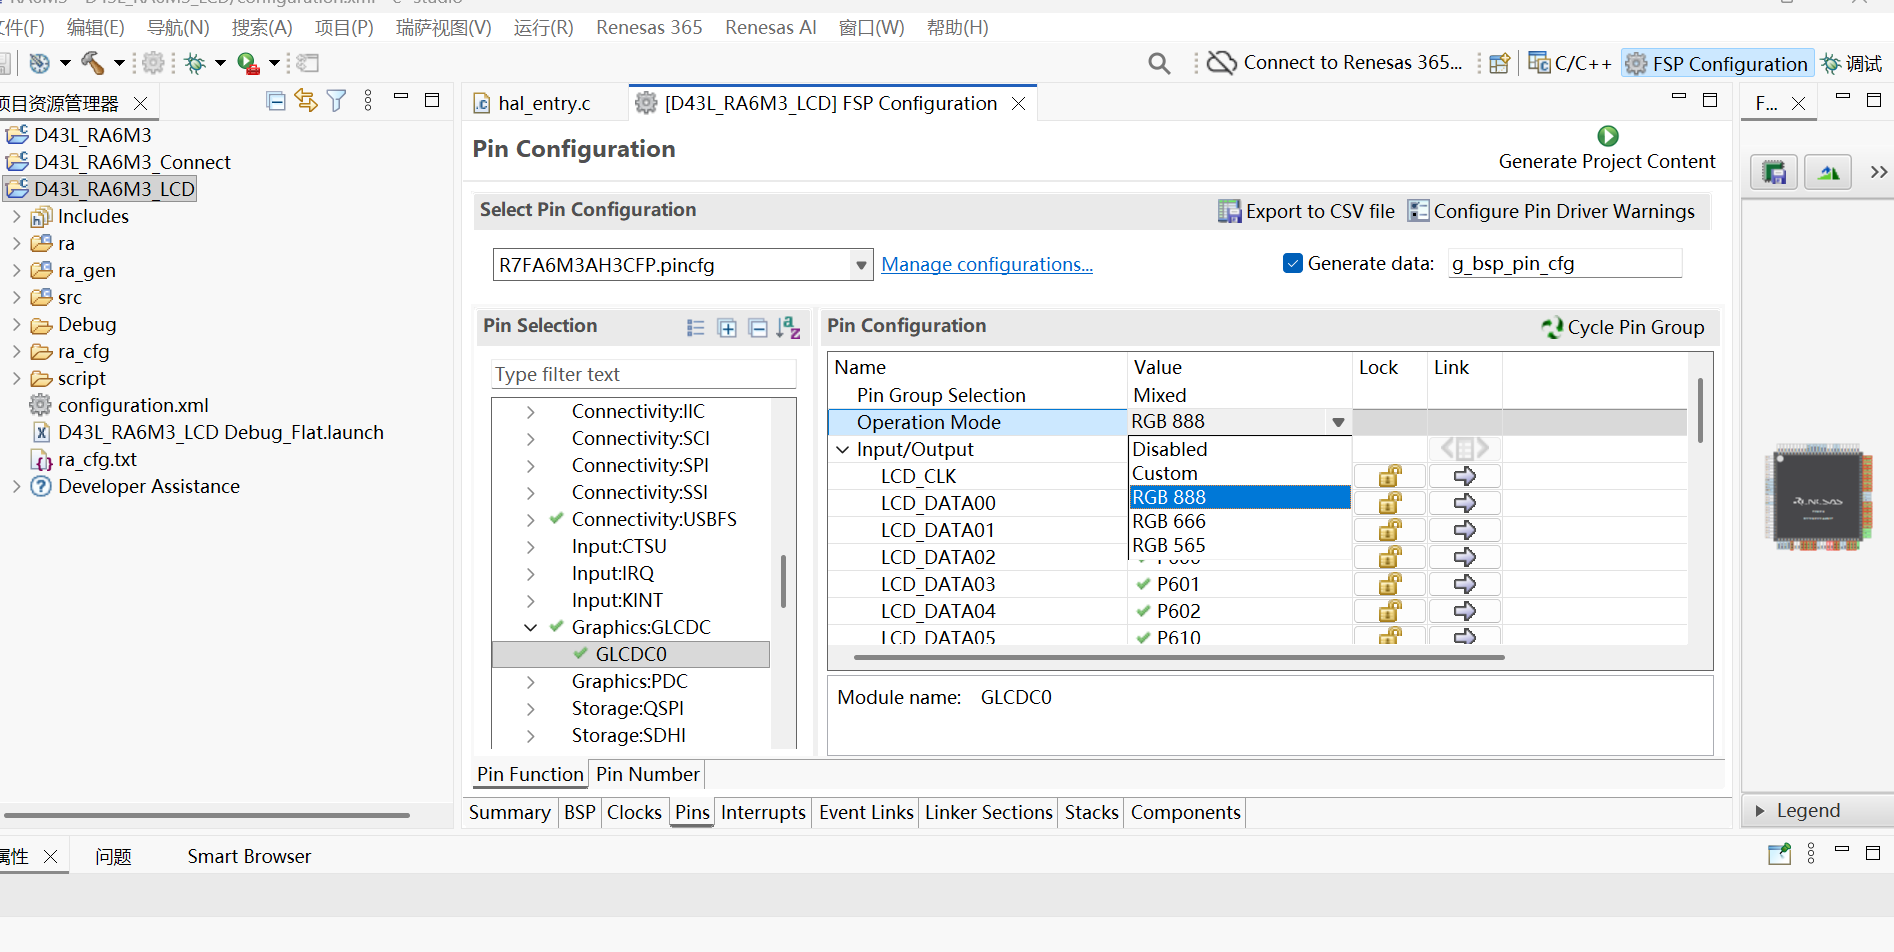 文件(F) 编辑(E) 导航(N) 搜索(A) 项目(P) 瑞萨视图(V) 运行(R) Renesas 365 Renesas AI 窗口(W) 帮助(H)
Connect to Renesas 365... C/C++ FSP Configuration 调试
项目资源管理器
hal_entry.c
[D43L_RA6M3_LCD] FSP Configuration
F...
D43L_RA6M3
D43L_RA6M3_Connect
D43L_RA6M3_LCD
Includes
ra
ra_gen
src
Debug
ra_cfg
script
configuration.xml
D43L_RA6M3_LCD Debug_Flat.launch
ra_cfg.txt
Developer Assistance
Pin Configuration
Generate Project Content
Select Pin Configuration
Export to CSV file
Configure Pin Driver Warnings
R7FA6M3AH3CFP.pincfg
Manage configurations...
Generate data:
g_bsp_pin_cfg
Pin Selection
Type filter text
Connectivity:IIC
Connectivity:SCI
Connectivity:SPI
Connectivity:SSI
Connectivity:USBFS
Input:CTSU
Input:IRQ
Input:KINT
Graphics:GLCDC
GLCDC0
Graphics:PDC
Storage:QSPI
Storage:SDHI
Pin Configuration
Cycle Pin Group
Name Value Lock Link
Pin Group Selection Mixed
Operation Mode RGB 888
Input/Output
LCD_CLK
LCD_DATA00
LCD_DATA01
LCD_DATA02
LCD_DATA03 P601
LCD_DATA04 P602
LCD_DATA05 P610
Disabled
Custom
RGB 888
RGB 666
RGB 565
Module name: GLCDC0
Pin Function Pin Number
Summary BSP Clocks Pins Interrupts Event Links Linker Sections Stacks Components
RENESAS
Legend
属性 问题 Smart Browser